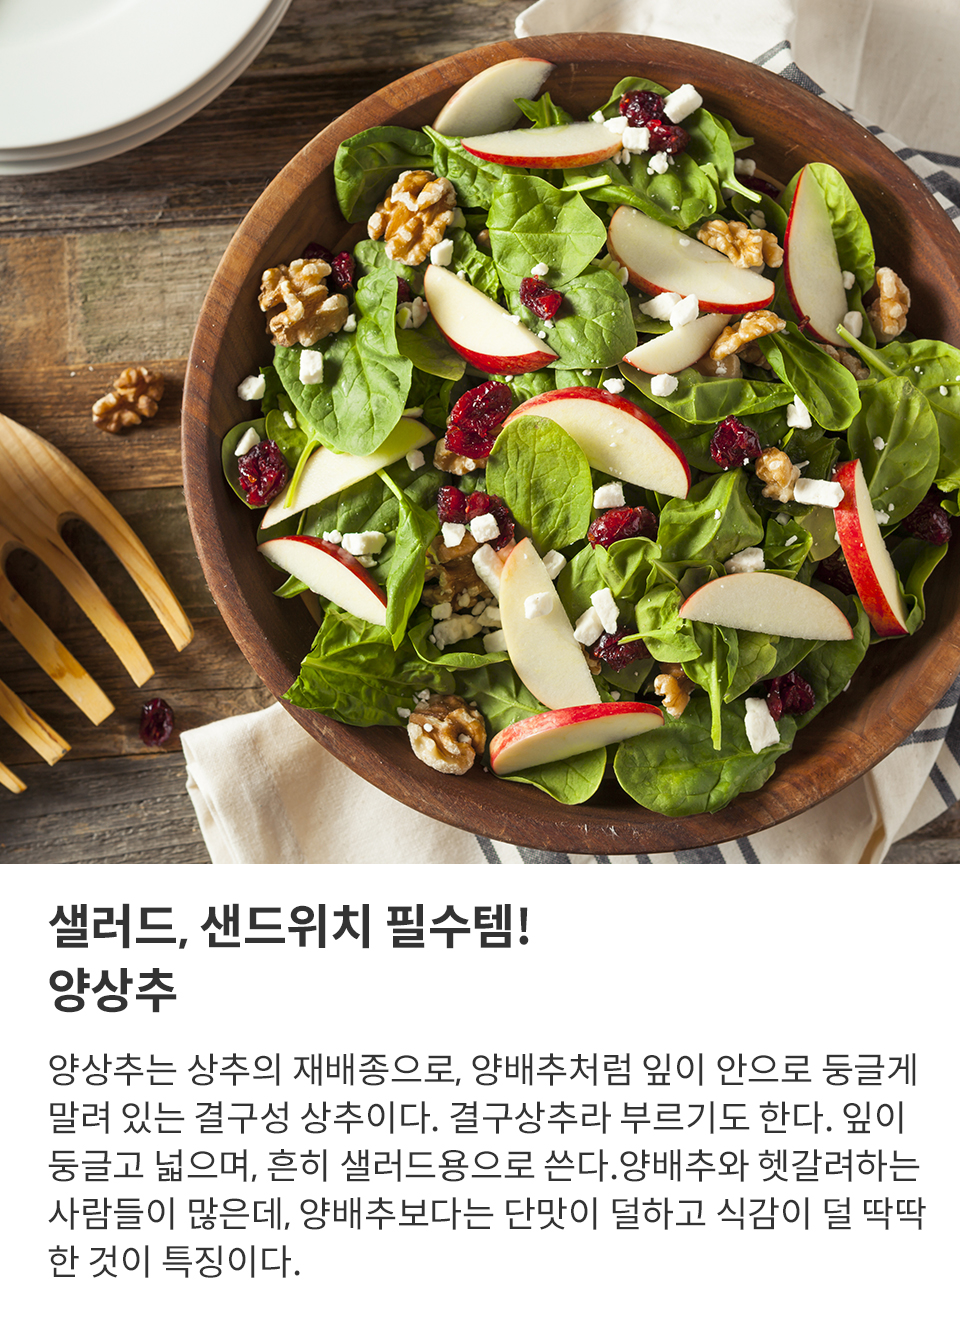 샐러드, 샌드위치 필수템!
양상추
양상추는 상추의 재배종으로, 양배추처럼 잎이 안으로 둥글게
말려 있는 결구성 상추이다. 결구상추라 부르기도 한다. 잎이
둥글고 넓으며, 흔히 샐러드용으로 쓴다.양배추와 헷갈려하는
사람들이 많은데, 양배추보다는 단맛이 덜하고 식감이 덜 딱딱
한 것이 특징이다.